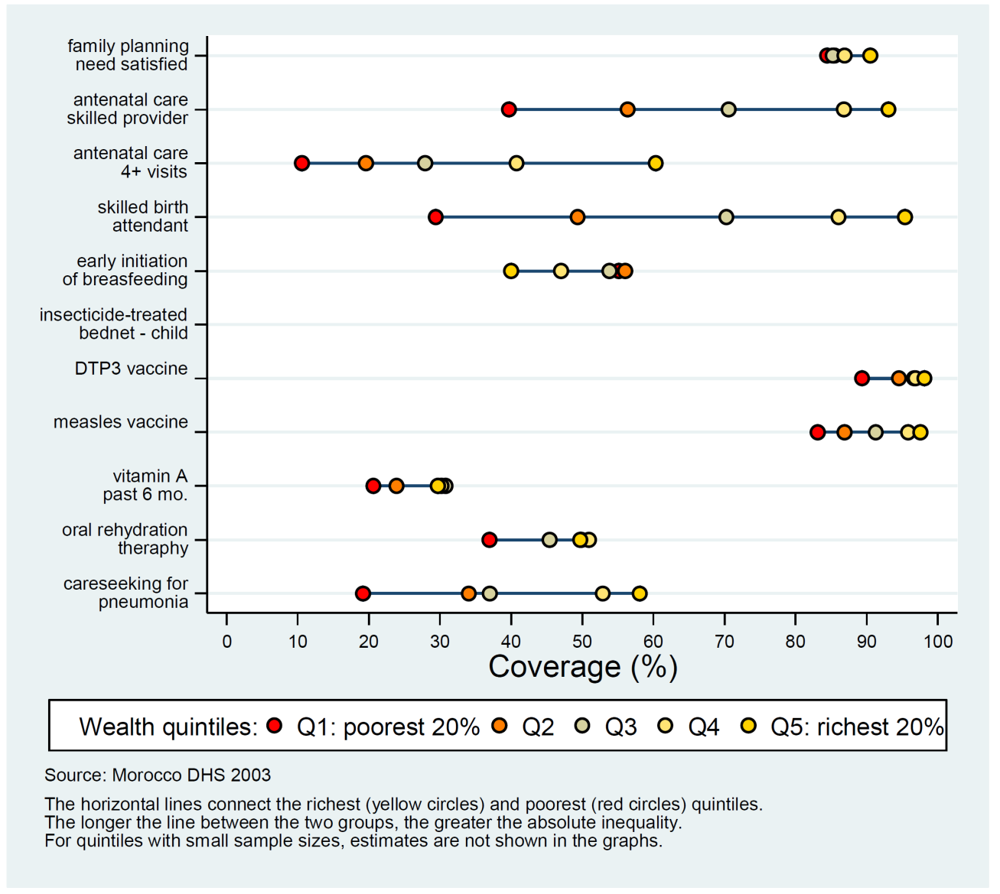 family planning
need satisfied
antenatal care
skilled provider
antenatal care
4+ visits
skilled birth
attendant
early initiation
of breasfeeding
insecticide-treated
bednet - child
DTP3 vaccine
measles vaccine
vitamin A
past 6 mo.
oral rehydration
theraphy
careseeking for
pneumonia
0 10 20 30 40 50 60 70 80 90 100
Coverage (%)
Wealth quintiles: Q1: poorest 20% Q2 Q3 Q4 Q5: richest 20%
Source: Morocco DHS 2003
The horizontal lines connect the richest (yellow circles) and poorest (red circles) quintiles.
The longer the line between the two groups, the greater the absolute inequality.
For quintiles with small sample sizes, estimates are not shown in the graphs.